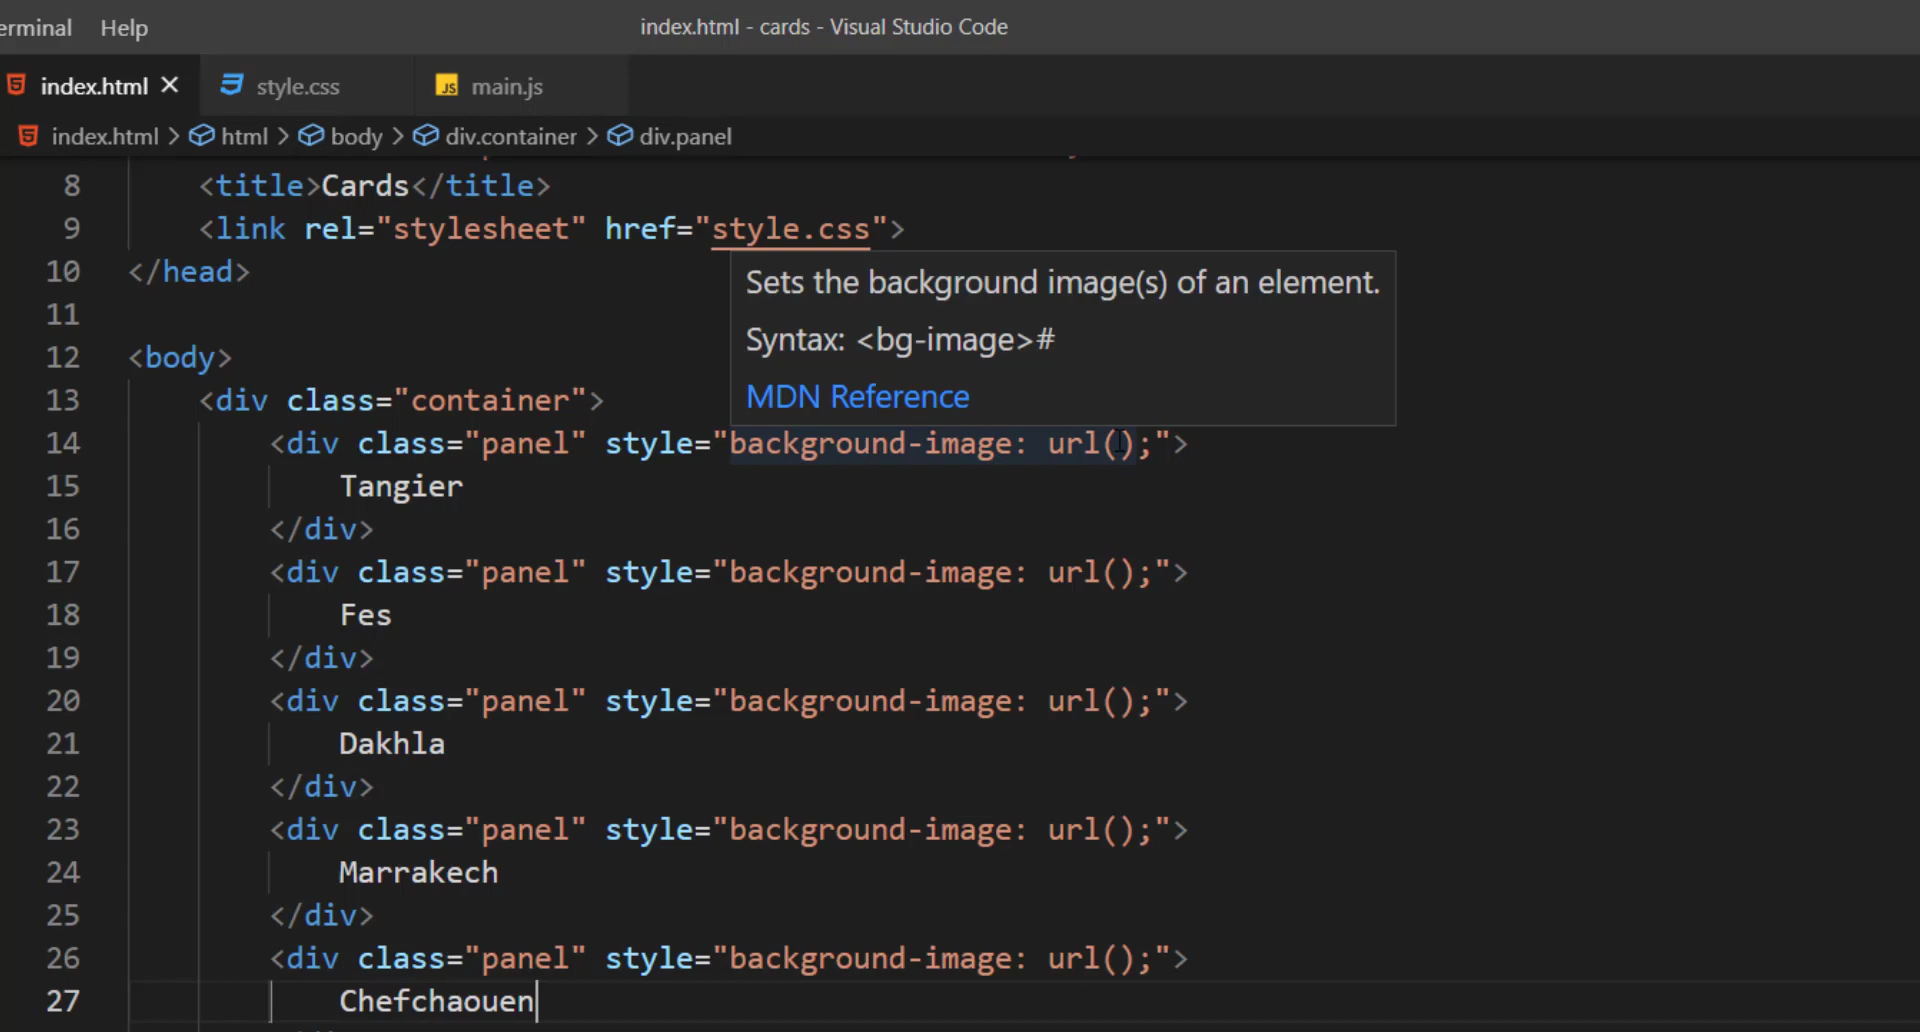 erminal Help index.html - cards - Visual Studio Code
index.html style.css JS main.js
index.html > html > body > div.container > div.panel
8 <title>Cards</title>
9 <link rel="stylesheet" href="style.css">
10 </head>
Sets the background image(s) of an element.
11
Syntax: <bg-image>#
12 <body>
MDN Reference
13 <div class="container">
14 <div class="panel" style="background-image: url();">
15 Tangier
16 </div>
17 <div class="panel" style="background-image: url();">
18 Fes
19 </div>
20 <div class="panel" style="background-image: url();">
21 Dakhla
22 </div>
23 <div class="panel" style="background-image: url();">
24 Marrakech
25 </div>
26 <div class="panel" style="background-image: url();">
27 Chefchaouen